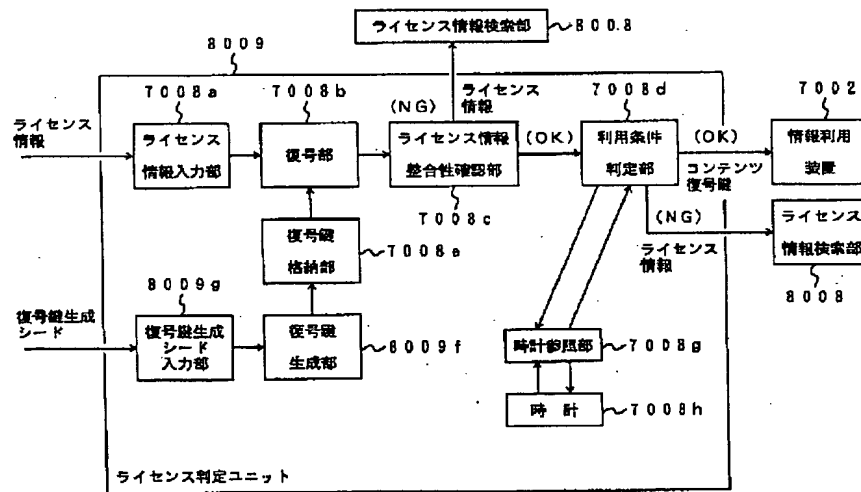 ライセンス情報検索部
8008
8009
7008a
7008b
(NG)
ライセンス
情報
7008d
7002
ライセンス
情報
ライセンス
情報入力部
復号部
ライセンス情報
整合性確認部
(OK)
利用条件
判定部
(OK)
コンテンツ
復号鍵
情報利用
装置
7008c
(NG)
ライセンス
情報
ライセンス
情報検索部
8008
復号鍵
格納部
7008e
8009g
復号鍵生成
シード
復号鍵生成
シード
入力部
復号鍵
生成部
8009f
時計参照部
7008g
時 計
7008h
ライセンス判定ユニット